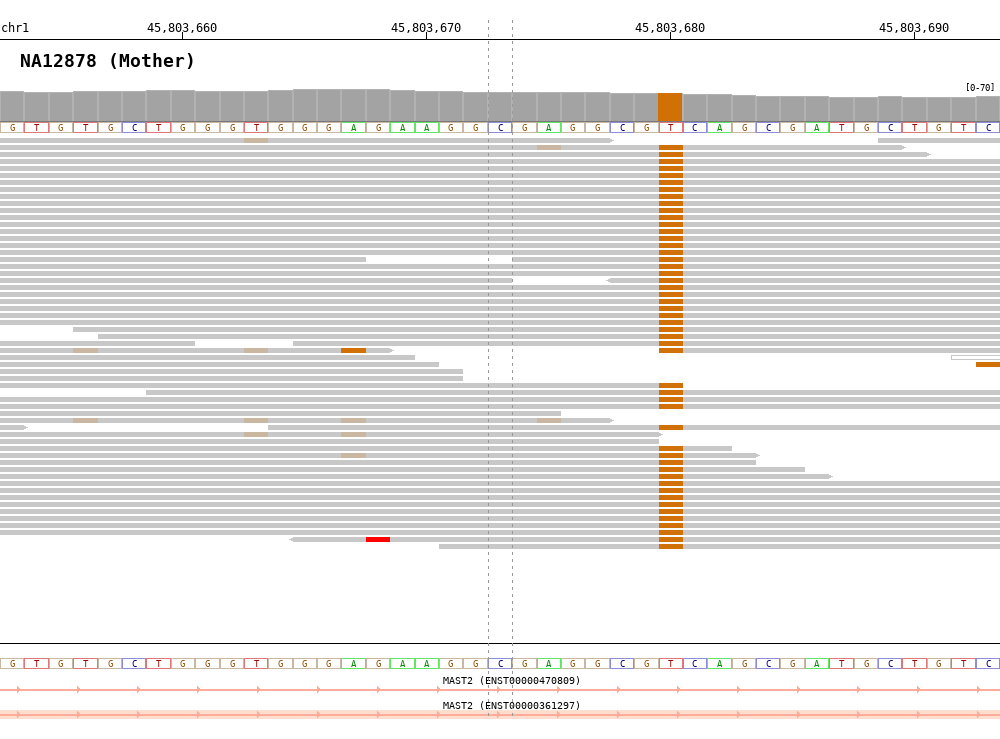 chr1 45,803,660 45,803,670 45,803,680 45,803,690
NA12878 (Mother)
[0-70]
G T G T G C T G G G T G G G A G A A G G C G A G G C G T C A G C G A T G C T G T C
G T G T G C T G G G T G G G A G A A G G C G A G G C G T C A G C G A T G C T G T C
MAST2 (ENST00000470809)
MAST2 (ENST00000361297)